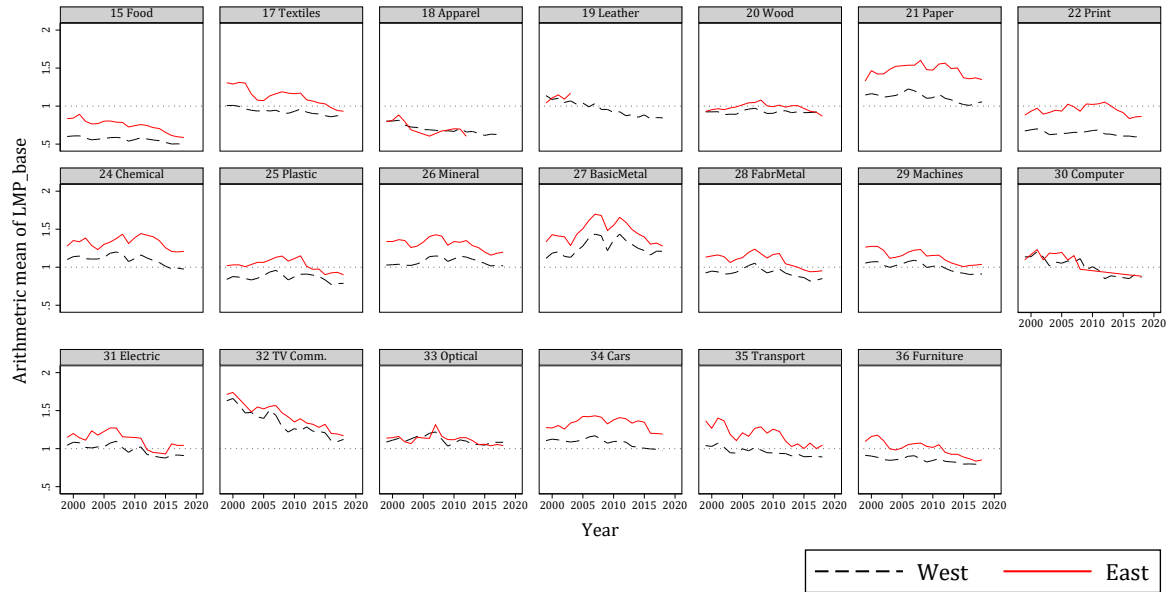 15 Food 17 Textiles 18 Apparel 19 Leather 20 Wood 21 Paper 22 Print
2
1.5
1
.5
24 Chemical 25 Plastic 26 Mineral 27 BasicMetal 28 FabrMetal 29 Machines 30 Computer
2
1.5
1
.5
2000 2005 2010 2015 2020
31 Electric 32 TV Comm. 33 Optical 34 Cars 35 Transport 36 Furniture
2
1.5
1
.5
2000 2005 2010 2015 2020 2000 2005 2010 2015 2020 2000 2005 2010 2015 2020 2000 2005 2010 2015 2020 2000 2005 2010 2015 2020 2000 2005 2010 2015 2020
Arithmetric mean of LMP_base
Year
West East